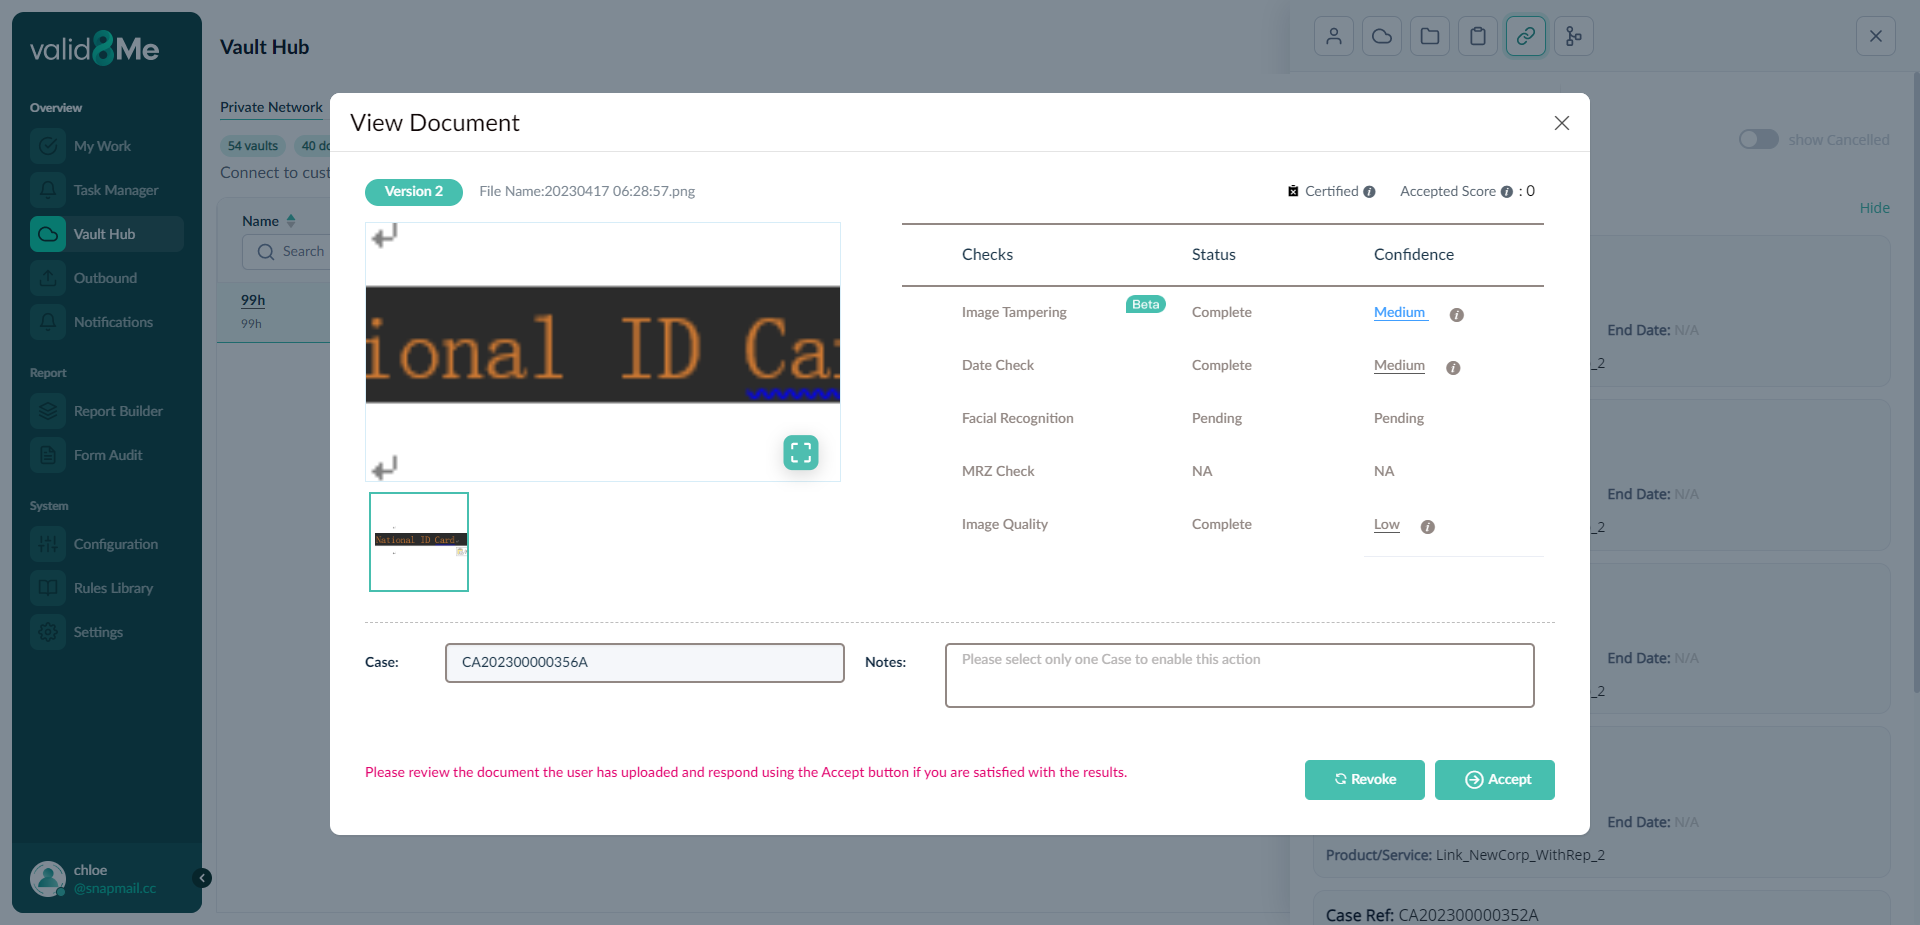 valid8Me
Overview
My Work
Task Manager
Vault Hub
Outbound
Notifications
Report
Report Builder
Form Audit
System
Configuration
Rules Library
Settings
chloe
@snapmail.cc
Vault Hub
Private Network
54 vaults
Connect to
Name
Search
99h
99h
show Cancelled
Hide
View Document
Version 2
File Name:20230417 06:28:57.png
Certified
Accepted Score : 0
ional ID Ca
National ID Card
Checks Status Confidence
Image Tampering Beta Complete Medium
Date Check Complete Medium
Facial Recognition Pending Pending
MRZ Check NA NA
Image Quality Complete Low
Case: CA202300000356A
Notes: Please select only one Case to enable this action
Please review the document the user has uploaded and respond using the Accept button if you are satisfied with the results.
Revoke
Accept
End Date: N/A
_2
End Date: N/A
_2
End Date: N/A
_2
End Date: N/A
Product/Service: Link_NewCorp_WithRep_2
Case Ref: CA202300000352A